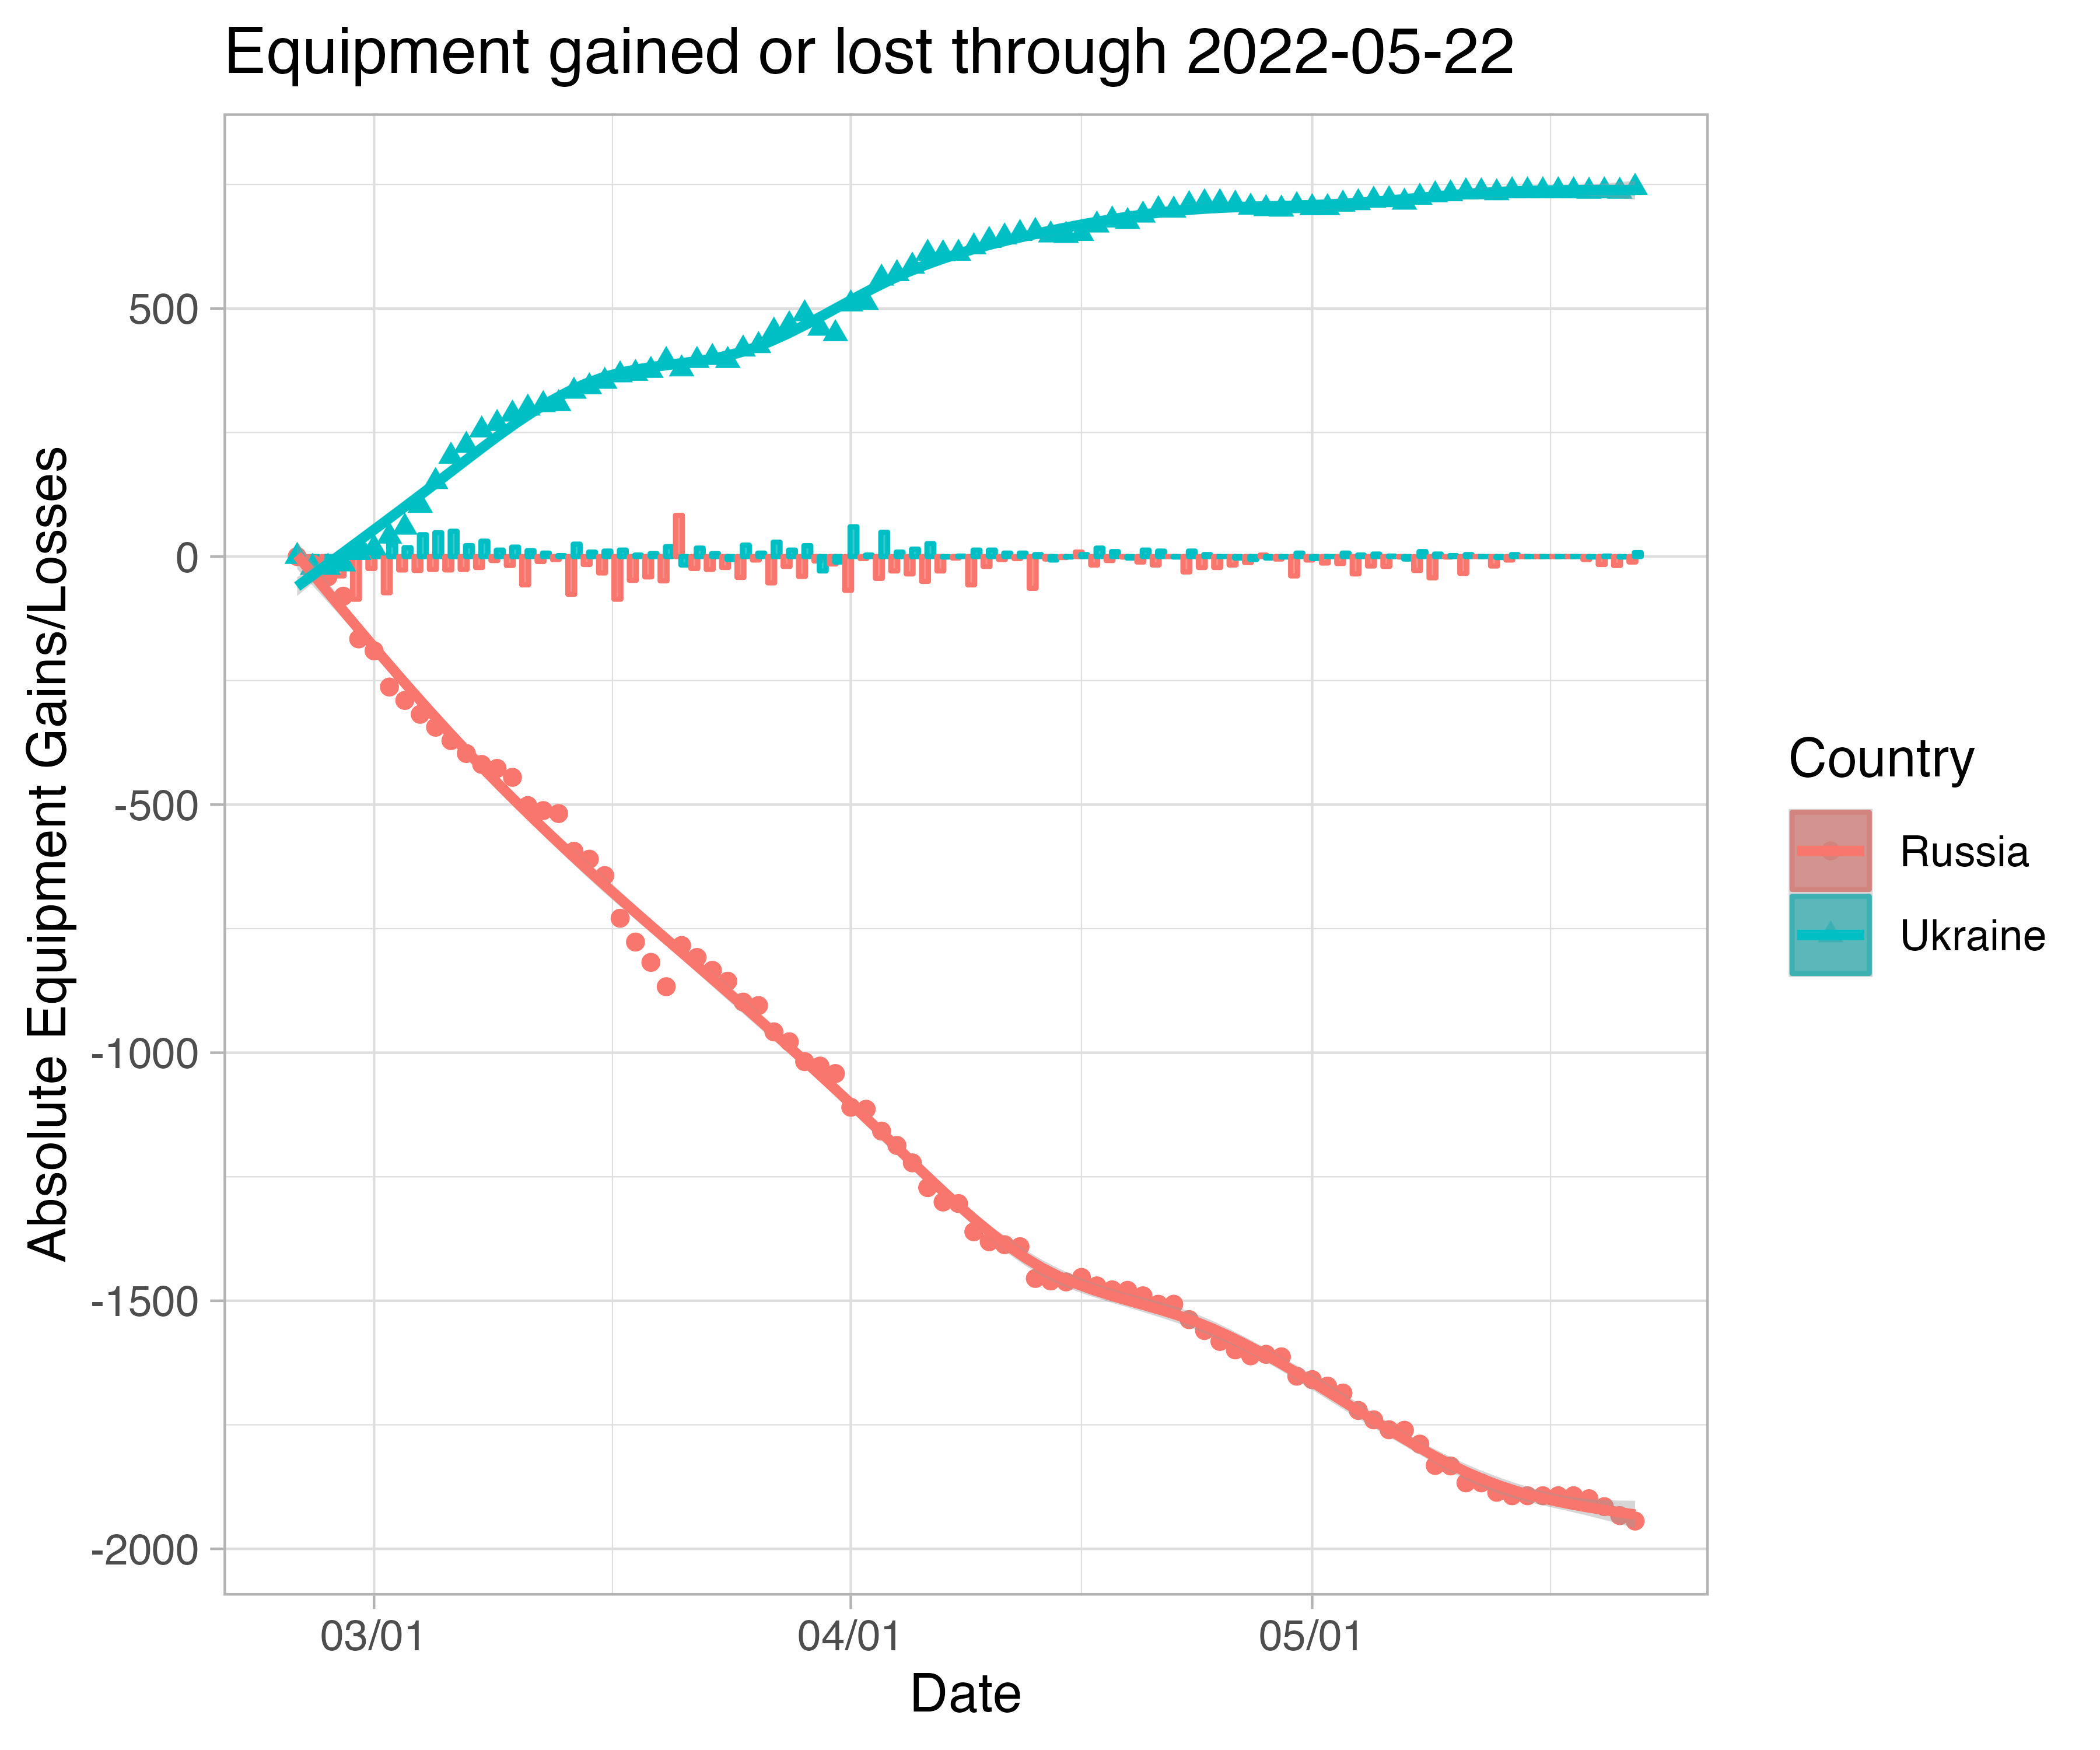 Equipment gained or lost through 2022-05-22
Absolute Equipment Gains/Losses
500
0
-500
-1000
-1500
-2000
03/01
04/01
05/01
Date
Country
Russia
Ukraine